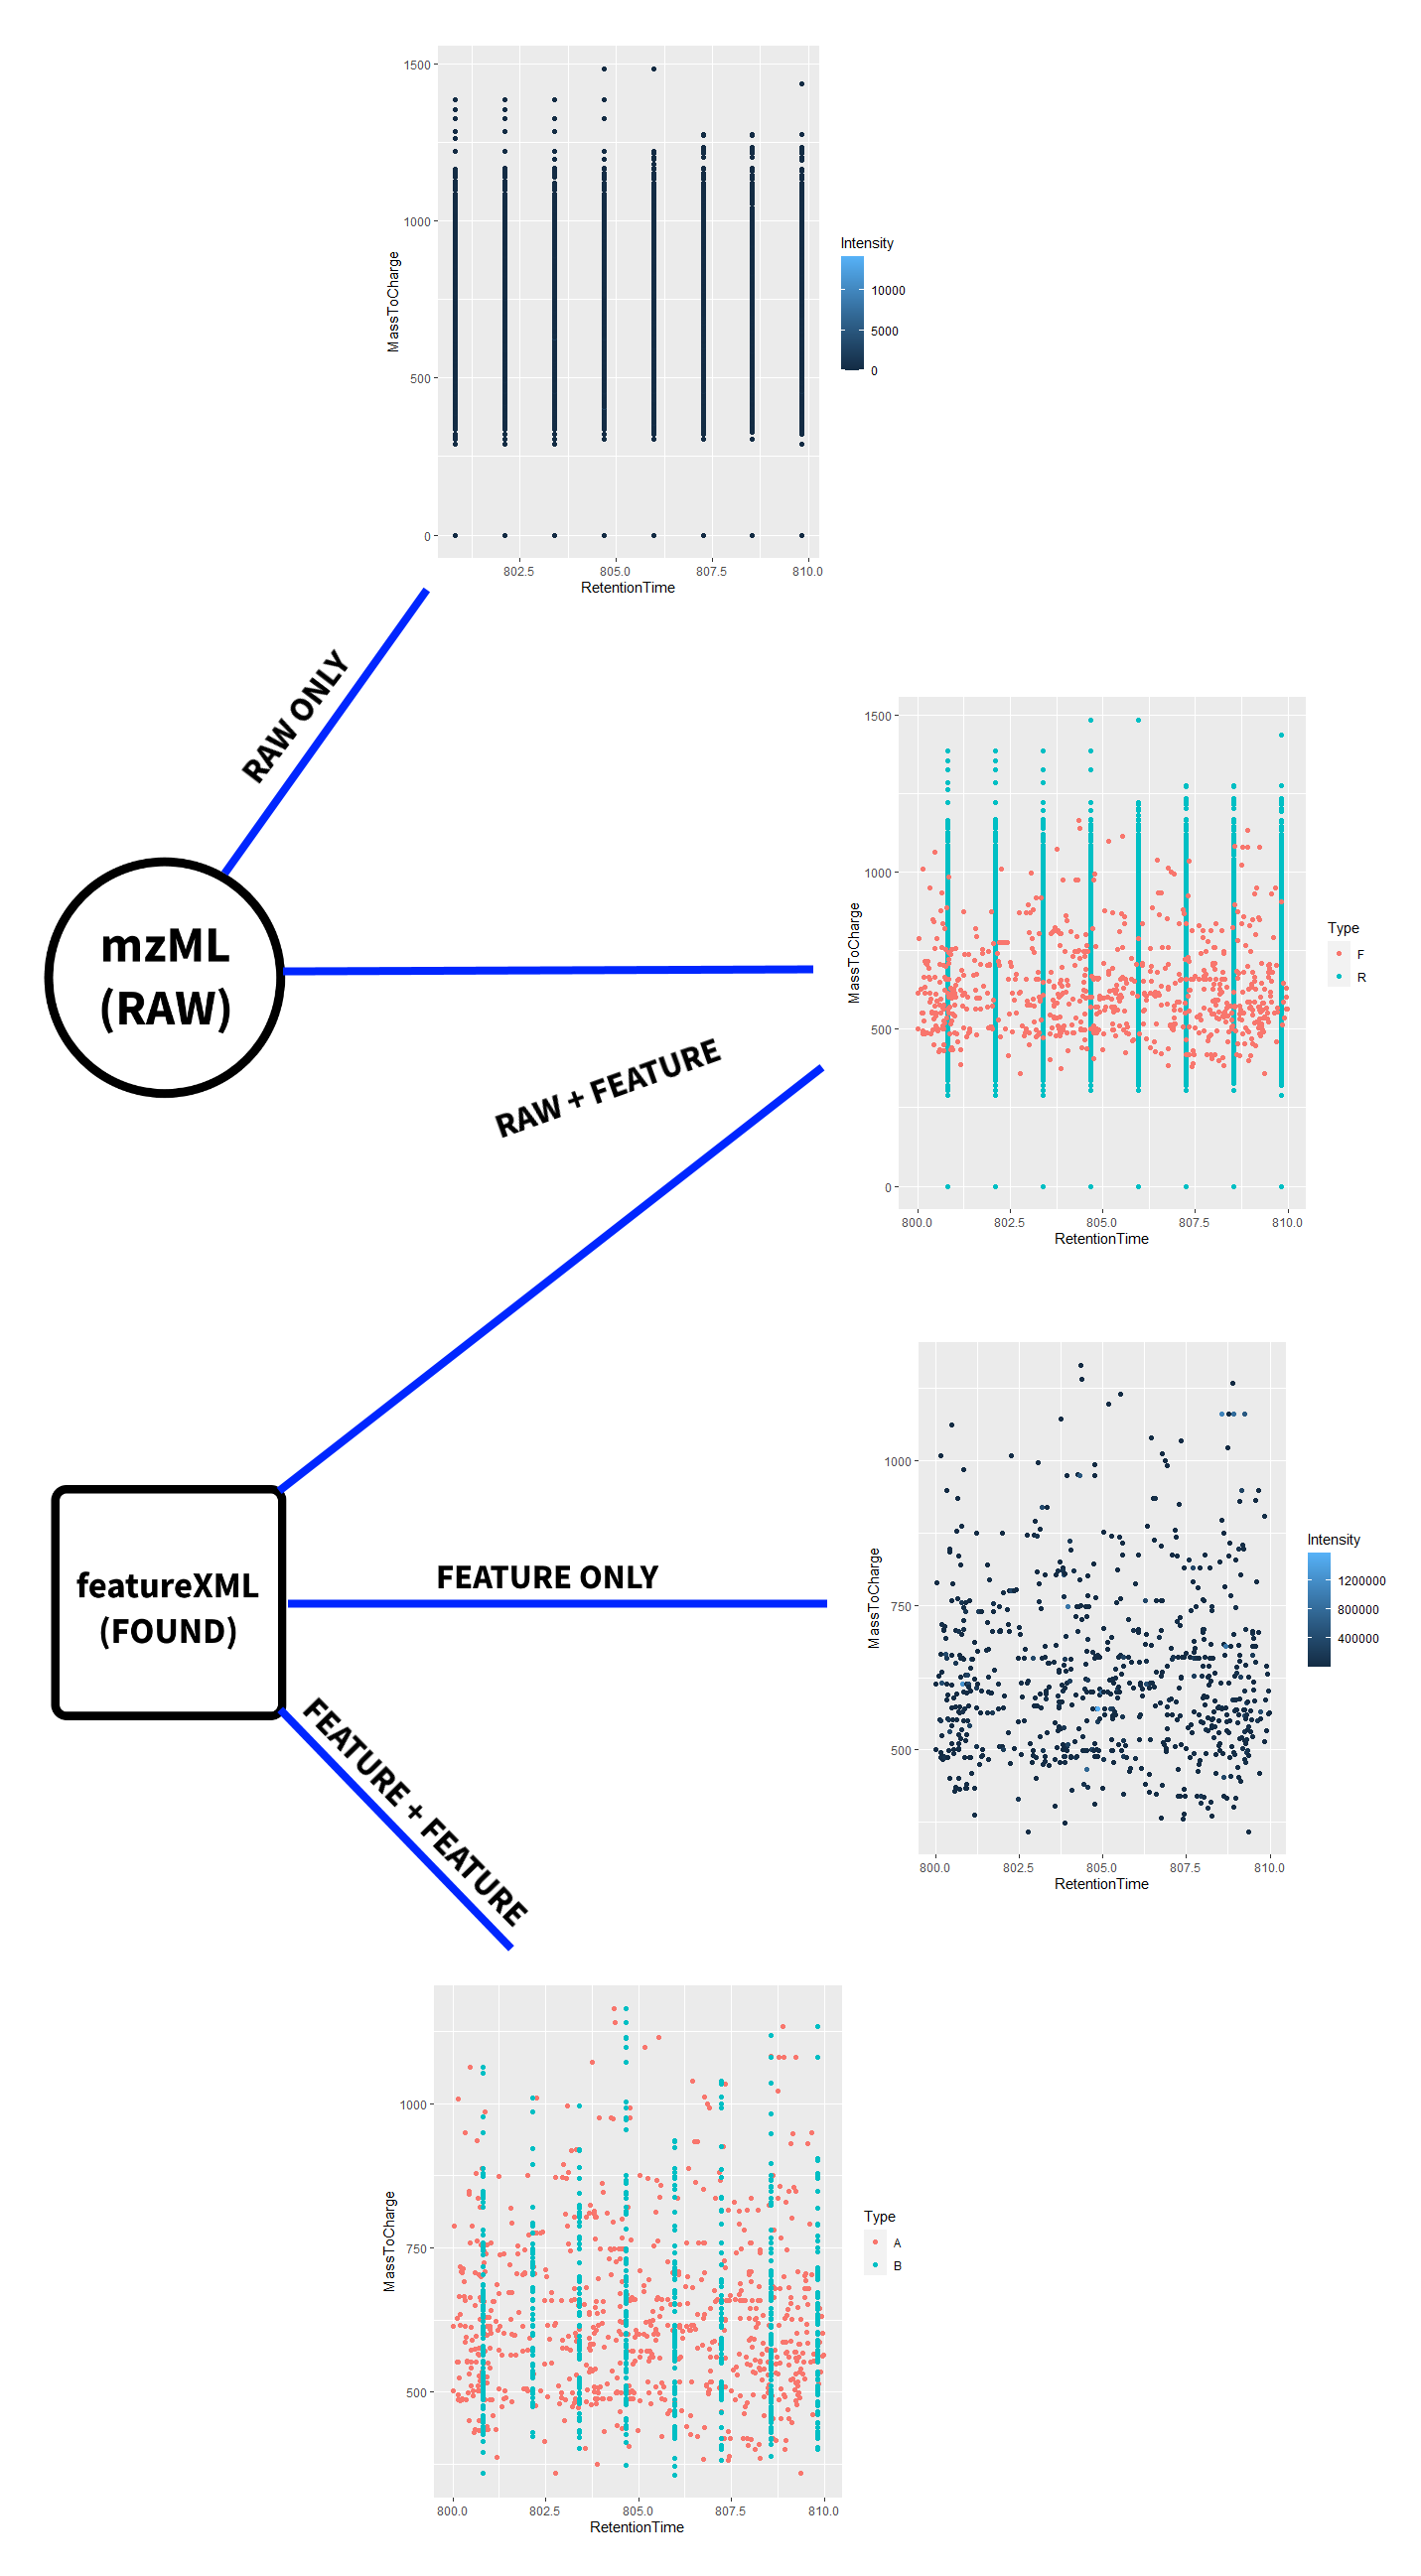 1500
1000
500
0
MassToCharge
802.5 805.0 807.5 810.0
RetentionTime
Intensity
10000
5000
0
RAW ONLY
mzML
(RAW)
RAW + FEATURE
1500
1000
500
0
MassToCharge
800.0 802.5 805.0 807.5 810.0
RetentionTime
Type
F
R
featureXML
(FOUND)
FEATURE ONLY
1000
750
500
MassToCharge
800.0 802.5 805.0 807.5 810.0
RetentionTime
Intensity
1200000
800000
400000
FEATURE + FEATURE
1000
750
500
MassToCharge
800.0 802.5 805.0 807.5 810.0
RetentionTime
Type
A
B